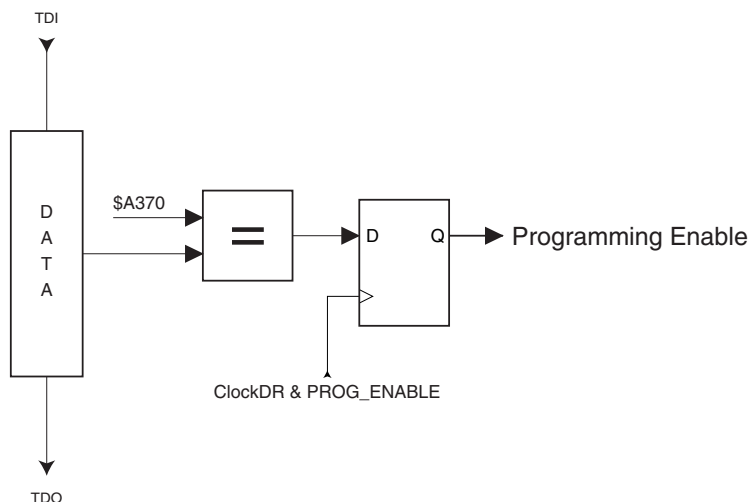 TDI
D
A
T
A
$A370
=
D
Q
Programming Enable
ClockDR & PROG_ENABLE
TDO